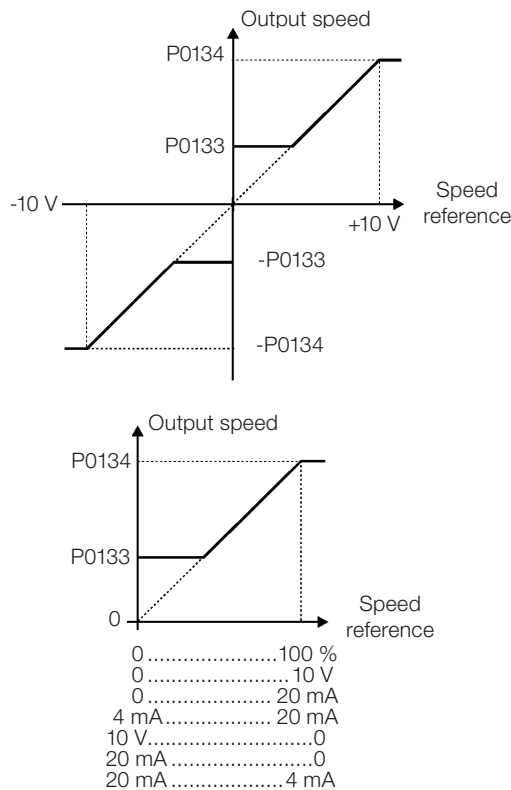 Output speed
P0134
P0133
-10 V
Speed
reference
+10 V
-P0133
-P0134
Output speed
P0134
P0133
0
Speed
reference
0........................100 %
0..........................10 V
0.......................20 mA
4 mA.................... 20 mA
10 V..............................0
20 mA ...........................0
20 mA ......................4 mA